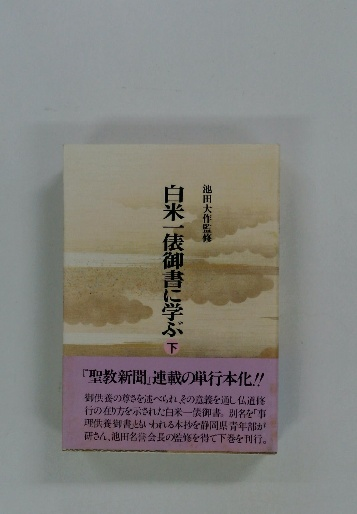 池田大作監修
白米一俵御書に学ぶ
下
『聖教新聞』連載の単行本化!!
御供養の尊さを述べられ、その意義を通し仏道修
行の在り方を示された白米一俵御書。別名を「事
理供養御書」ともいわれる本抄を静岡県青年部が
研さん、池田名誉会長の監修を得て下巻を刊行。